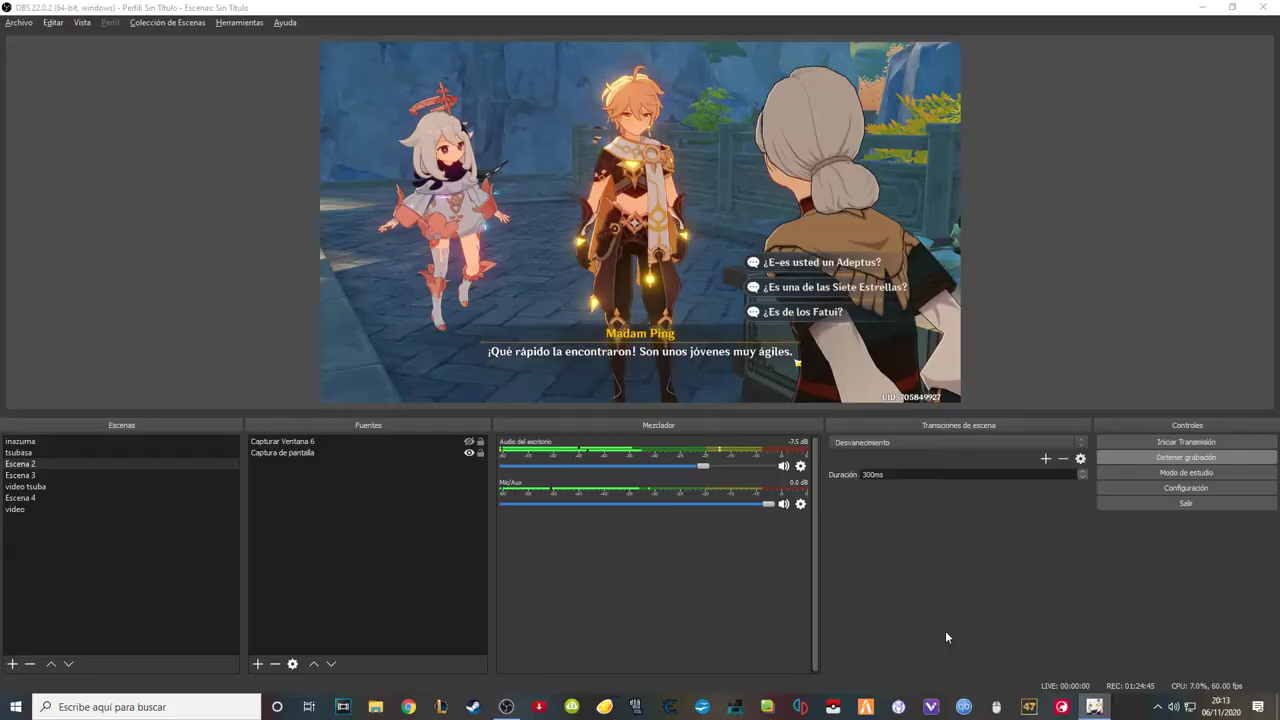 OBS 22.0.2 (64-bit, windows) - Perfil: Sin Título - Escenas: Sin Título
Archivo Editar Vista Perfil Colección de Escenas Herramientas Ayuda
¿E-es usted un Adeptus?
¿Es una de las Siete Estrellas?
¿Es de los Fatui?
Madam Ping
¡Qué rápido la encontraron! Son unos jóvenes muy ágiles.
UID: 705849927
Escenas Fuentes Mezclador Transiciones de escena Controles
inazuma
tsubasa
Escena 2
Escena 3
video tsuba
Escena 4
video
Capturar Ventana 6
Captura de pantalla
Audio del escritorio -7.5 dB
Mic/Aux 0.0 dB
Desvanecimiento
Duración 300ms
Iniciar Transmisión
Detener grabación
Modo de estudio
Configuración
Salir
LIVE: 00:00:00 REC: 01:24:45 CPU: 7.0%, 60.00 fps
Escribe aquí para buscar
47
20:13
06/11/2020